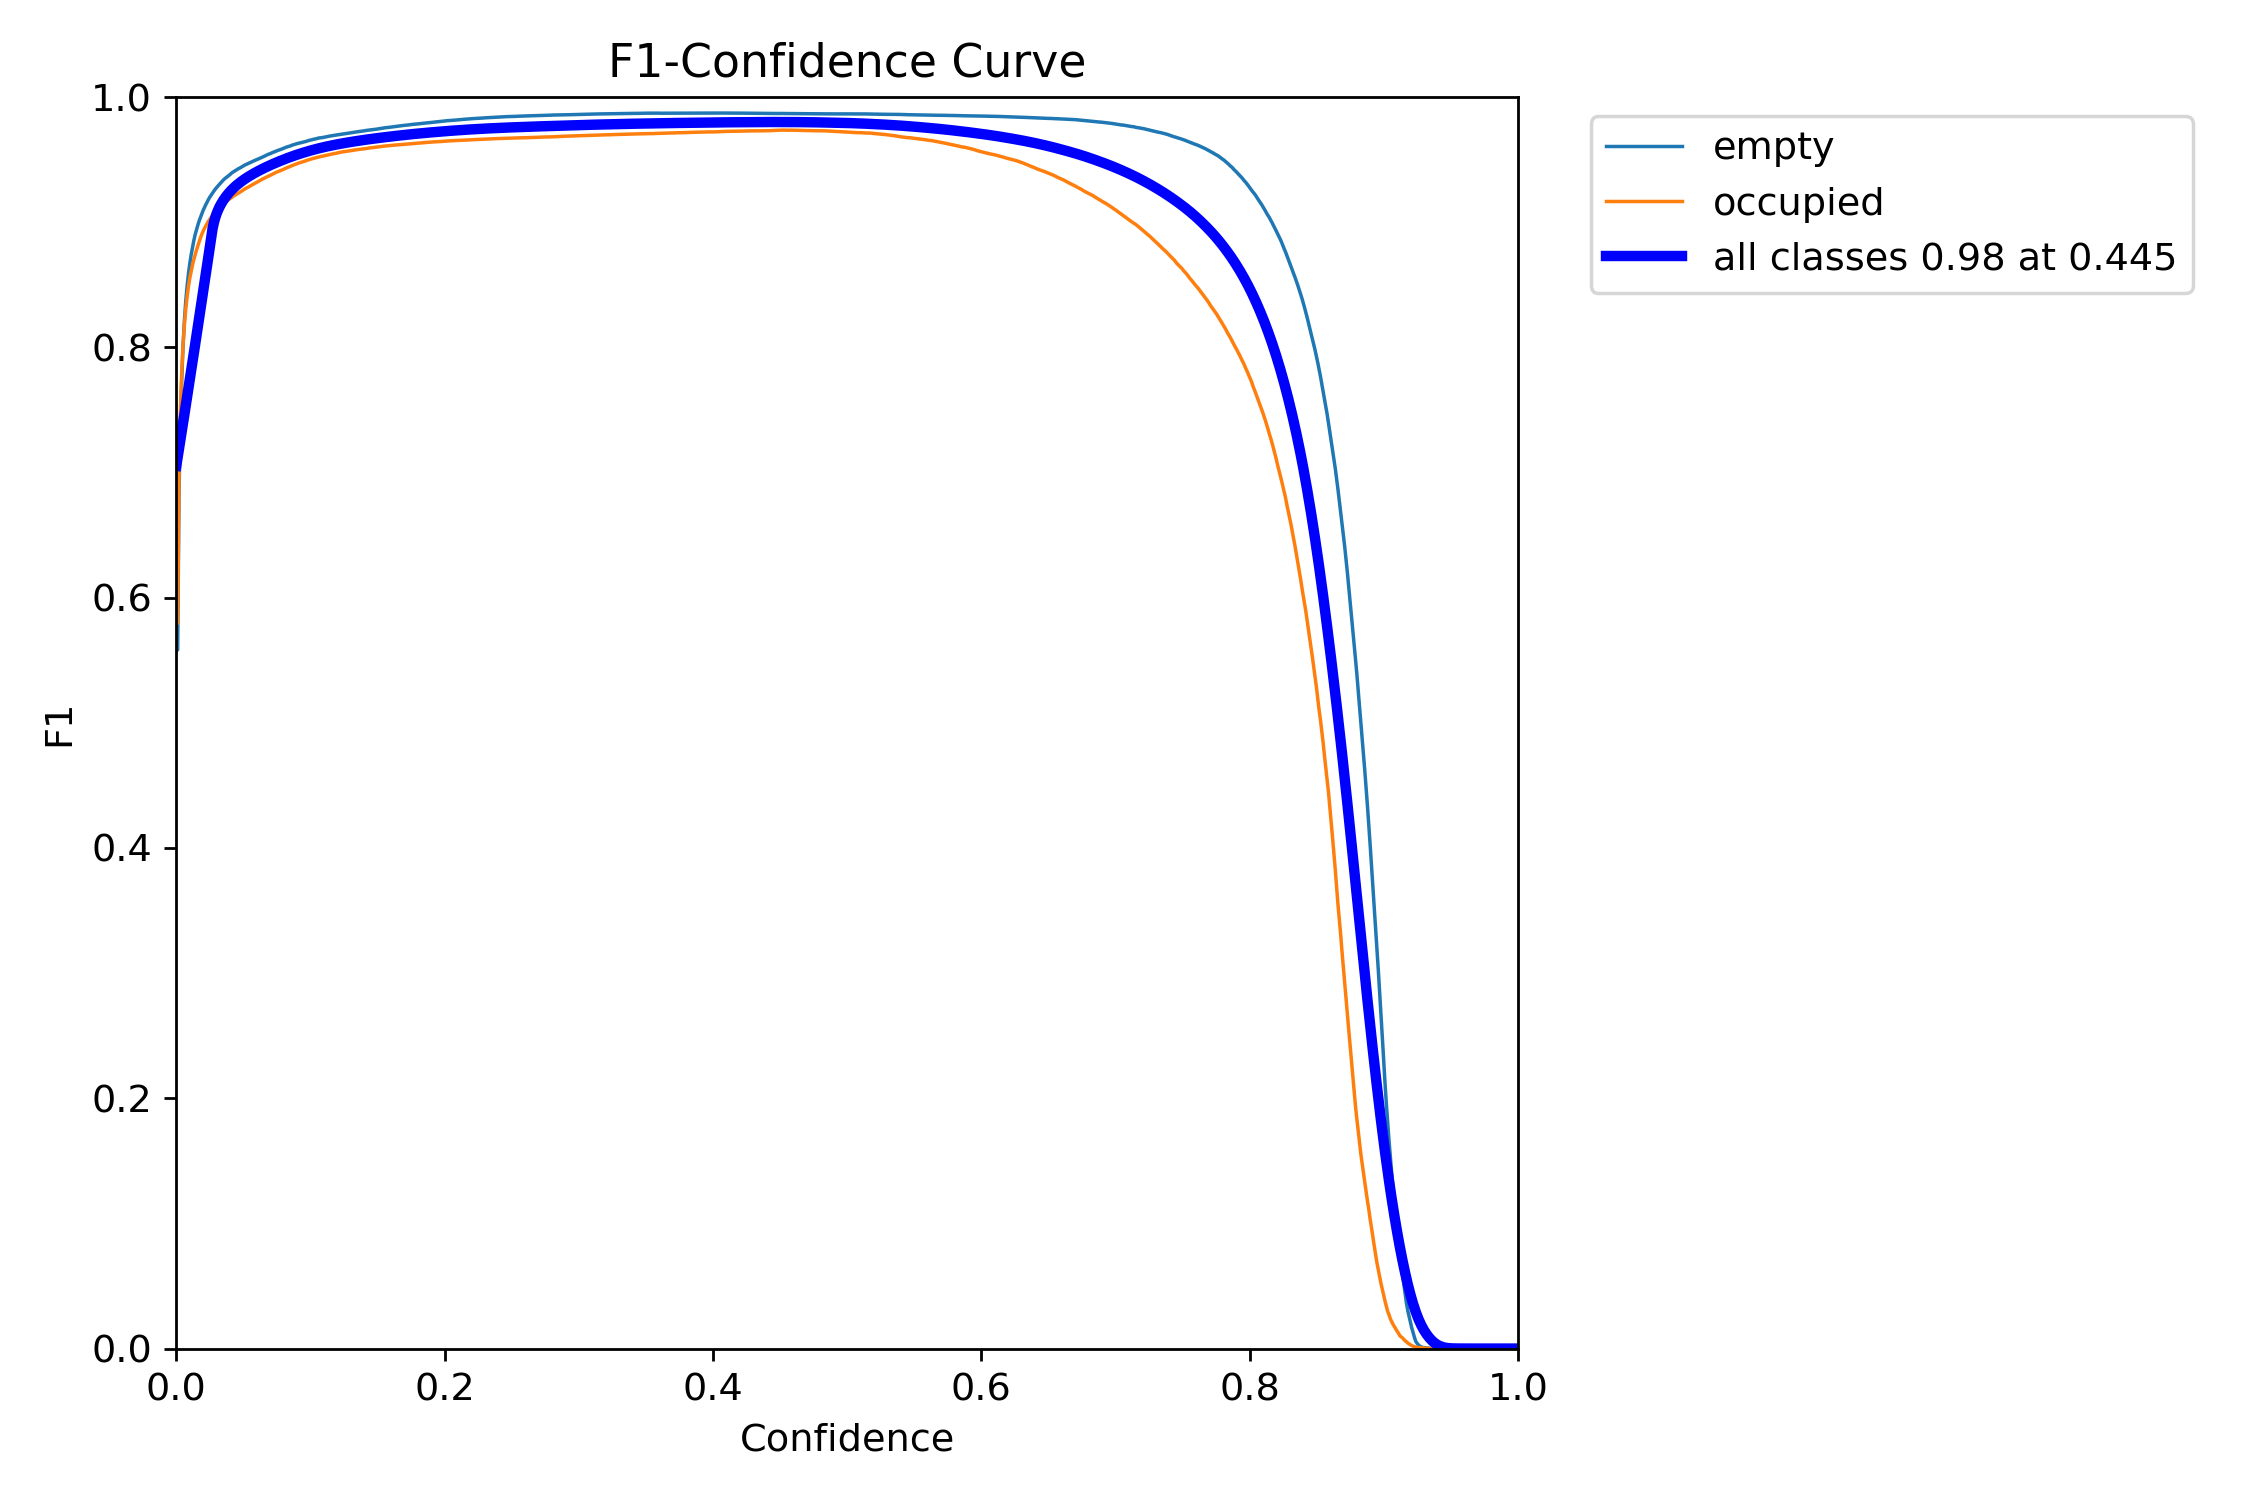 F1-Confidence Curve
1.0
0.8
0.6
0.4
0.2
0.0
F1
0.0 0.2 0.4 0.6 0.8 1.0
Confidence
empty
occupied
all classes 0.98 at 0.445